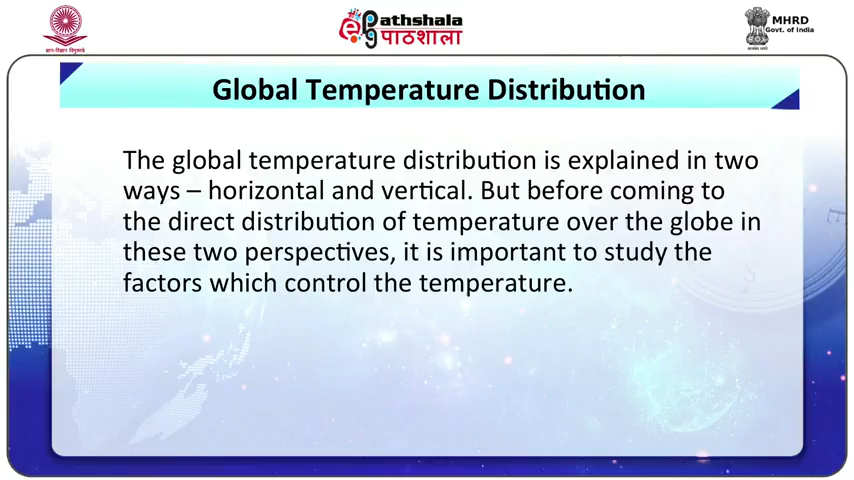 ज्ञान-विज्ञान विमुक्तये
ePathshala
पाठशाला
MHRD
Govt. of India
Global Temperature Distribution
The global temperature distribution is explained in two
ways – horizontal and vertical. But before coming to
the direct distribution of temperature over the globe in
these two perspectives, it is important to study the
factors which control the temperature.